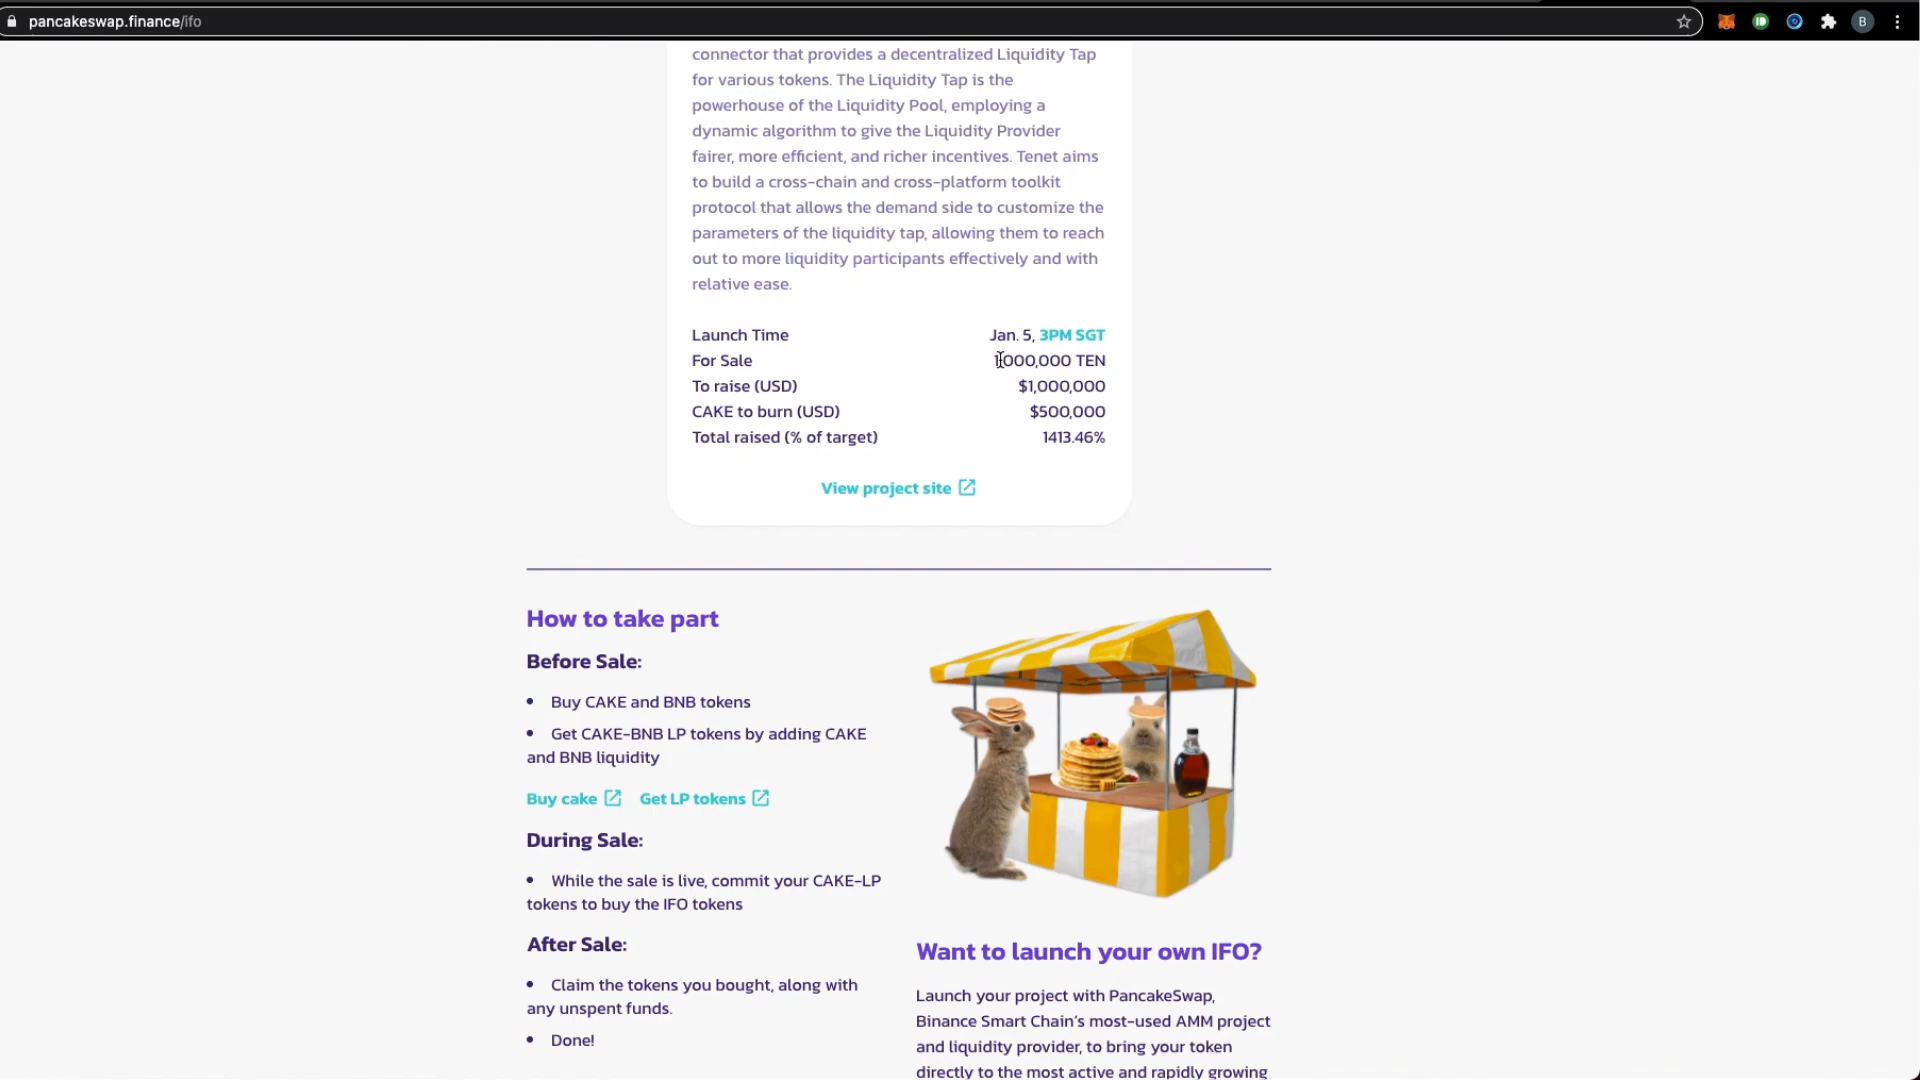 pancakeswap.finance/ifo
B
connector that provides a decentralized Liquidity Tap
for various tokens. The Liquidity Tap is the
powerhouse of the Liquidity Pool, employing a
dynamic algorithm to give the Liquidity Provider
fairer, more efficient, and richer incentives. Tenet aims
to build a cross-chain and cross-platform toolkit
protocol that allows the demand side to customize the
parameters of the liquidity tap, allowing them to reach
out to more liquidity participants effectively and with
relative ease.
Launch Time Jan. 5, 3PM SGT
For Sale 1,000,000 TEN
To raise (USD) $1,000,000
CAKE to burn (USD) $500,000
Total raised (% of target) 1413.46%
View project site
How to take part
Before Sale:
• Buy CAKE and BNB tokens
• Get CAKE-BNB LP tokens by adding CAKE
and BNB liquidity
Buy cake Get LP tokens
During Sale:
• While the sale is live, commit your CAKE-LP
tokens to buy the IFO tokens
After Sale:
• Claim the tokens you bought, along with
any unspent funds.
• Done!
Want to launch your own IFO?
Launch your project with PancakeSwap,
Binance Smart Chain's most-used AMM project
and liquidity provider, to bring your token
directly to the most active and rapidly growing